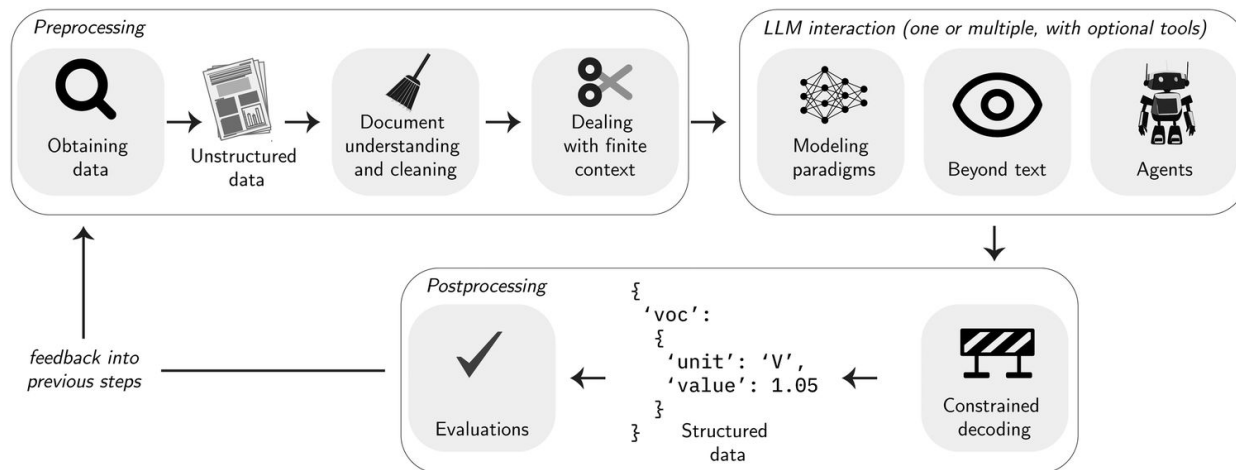 Preprocessing
Obtaining
data
Unstructured
data
Document
understanding
and cleaning
Dealing
with finite
context
LLM interaction (one or multiple, with optional tools)
Modeling
paradigms
Beyond text
Agents
Postprocessing
Constrained
decoding
{
‘voc’:
{
‘unit’: ‘V’,
‘value’: 1.05
}
}
Structured
data
Evaluations
feedback into
previous steps